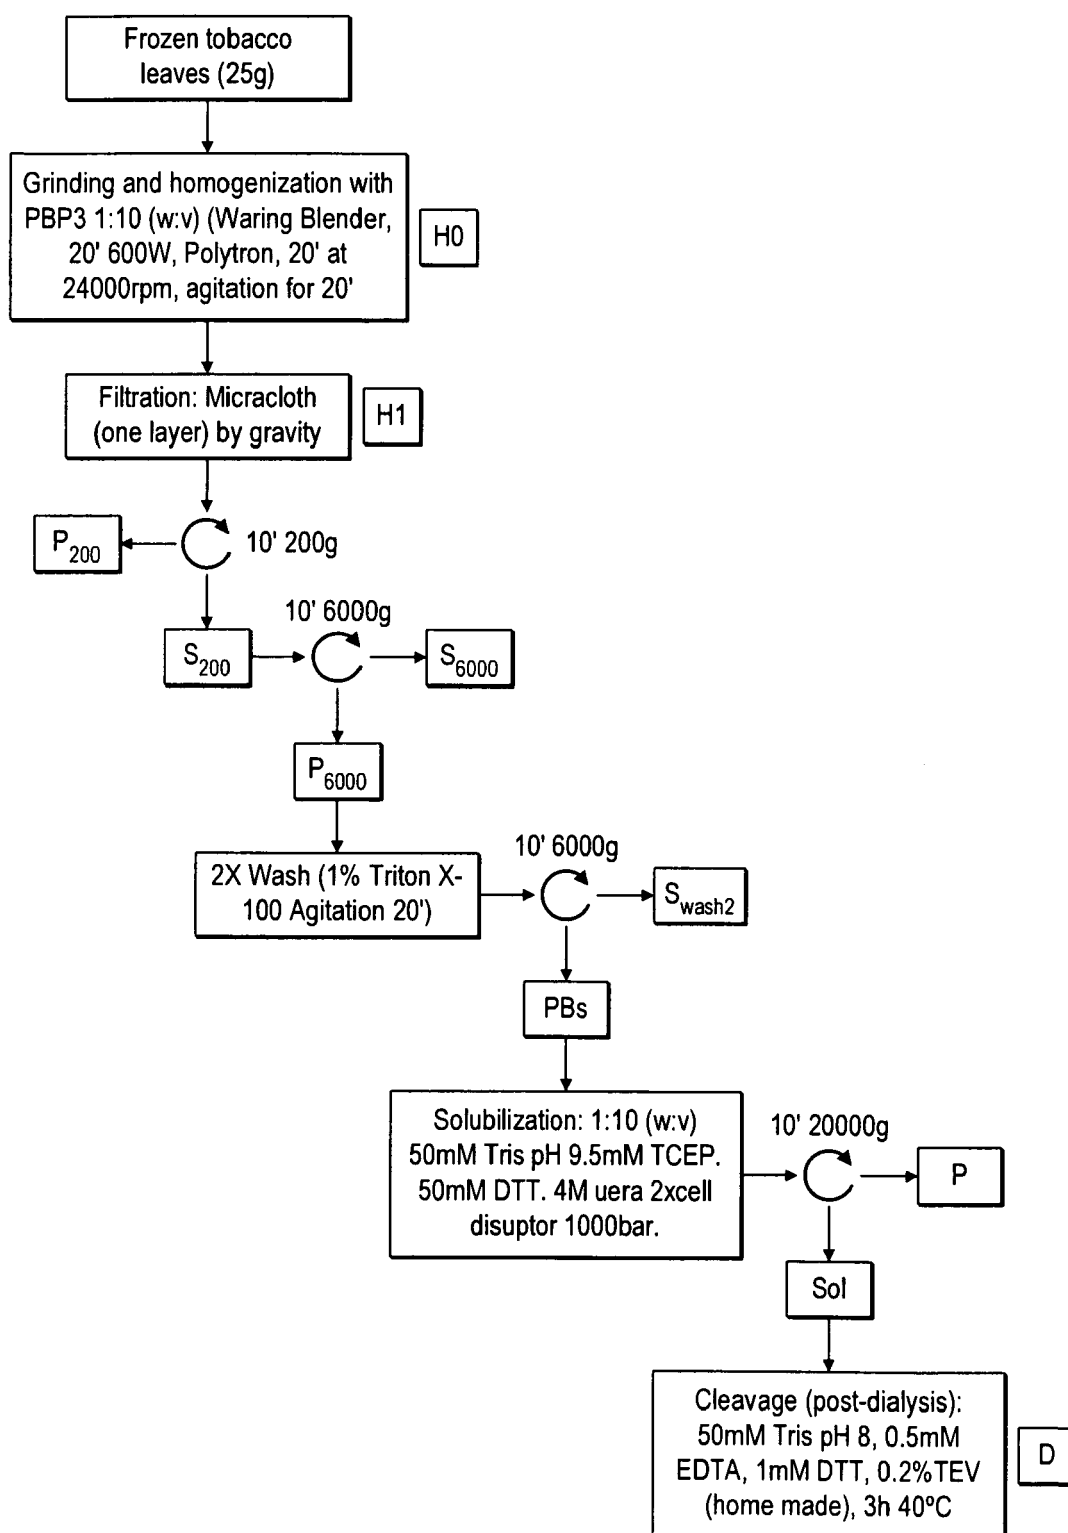 Frozen tobacco
leaves (25g)
Grinding and homogenization with
PBP3 1:10 (w:v) (Waring Blender,
20' 600W, Polytron, 20' at
24000rpm, agitation for 20'
H0
Filtration: Micracloth
(one layer) by gravity
H1
P200
10' 200g
10' 6000g
S200
S6000
P6000
2X Wash (1% Triton X-
100 Agitation 20')
10' 6000g
Swash2
PBs
Solubilization: 1:10 (w:v)
50mM Tris pH 9.5mM TCEP.
50mM DTT. 4M uera 2xcell
disuptor 1000bar.
10' 20000g
P
Sol
Cleavage (post-dialysis):
50mM Tris pH 8, 0.5mM
EDTA, 1mM DTT, 0.2%TEV
(home made), 3h 40ºC
D